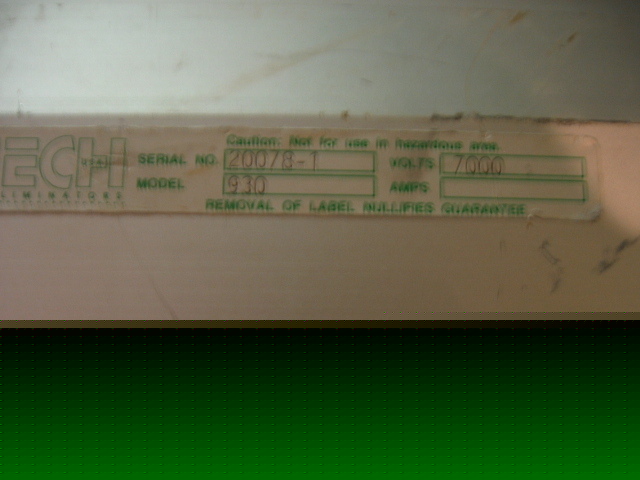 Caution. Not for use in hazardous area.
ECH
SERIAL NO. 20078-1 VOLTS 7000
MODEL 930 AMPS
REMOVAL OF LABEL NULLIFIES GUARANTEE